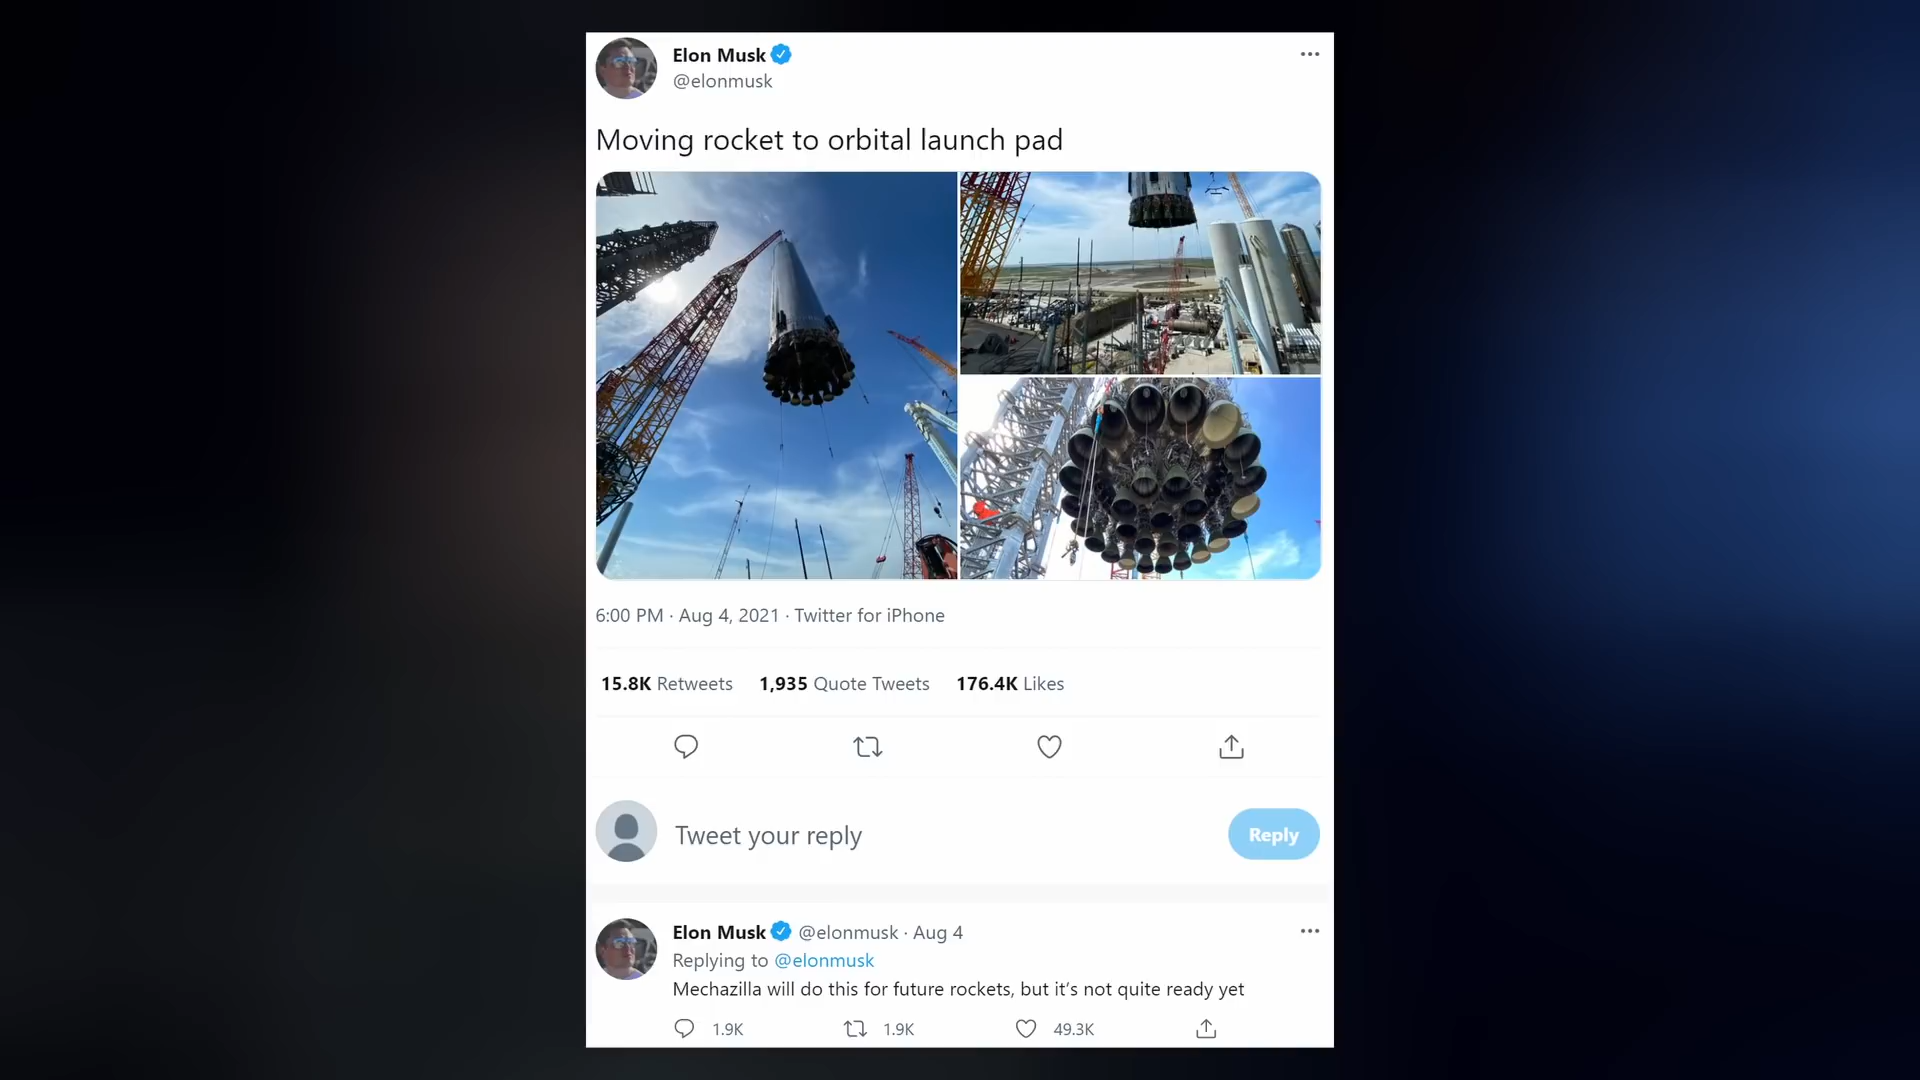 Elon Musk
@elonmusk
Moving rocket to orbital launch pad
6:00 PM · Aug 4, 2021 · Twitter for iPhone
15.8K Retweets 1,935 Quote Tweets 176.4K Likes
Tweet your reply
Reply
Elon Musk @elonmusk · Aug 4
Replying to @elonmusk
Mechazilla will do this for future rockets, but it's not quite ready yet
1.9K 1.9K 49.3K